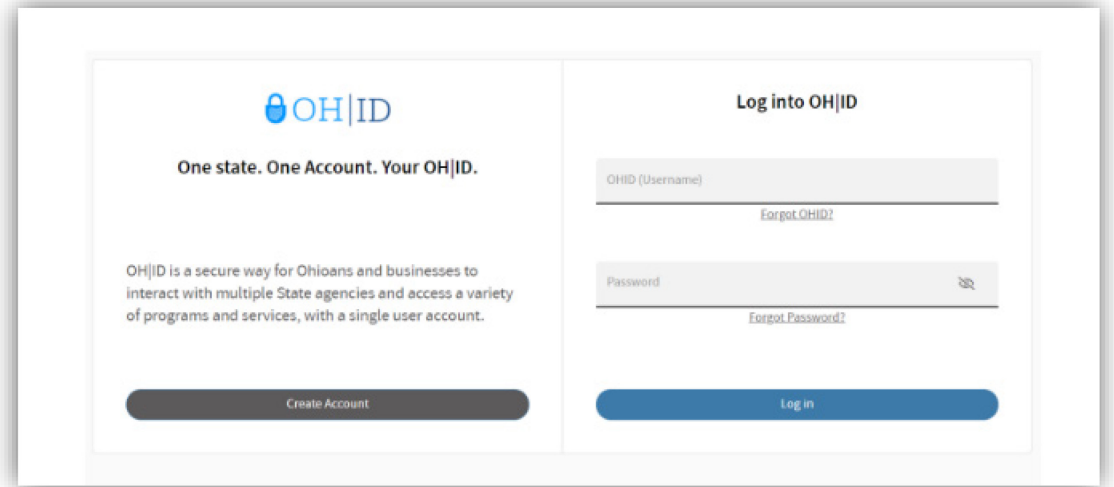 OH|ID
One state. One Account. Your OH|ID.
OH|ID is a secure way for Ohioans and businesses to
interact with multiple State agencies and access a variety
of programs and services, with a single user account.
Create Account
Log into OH|ID
OHID (Username)
Forgot OHID?
Password
Forgot Password?
Log in